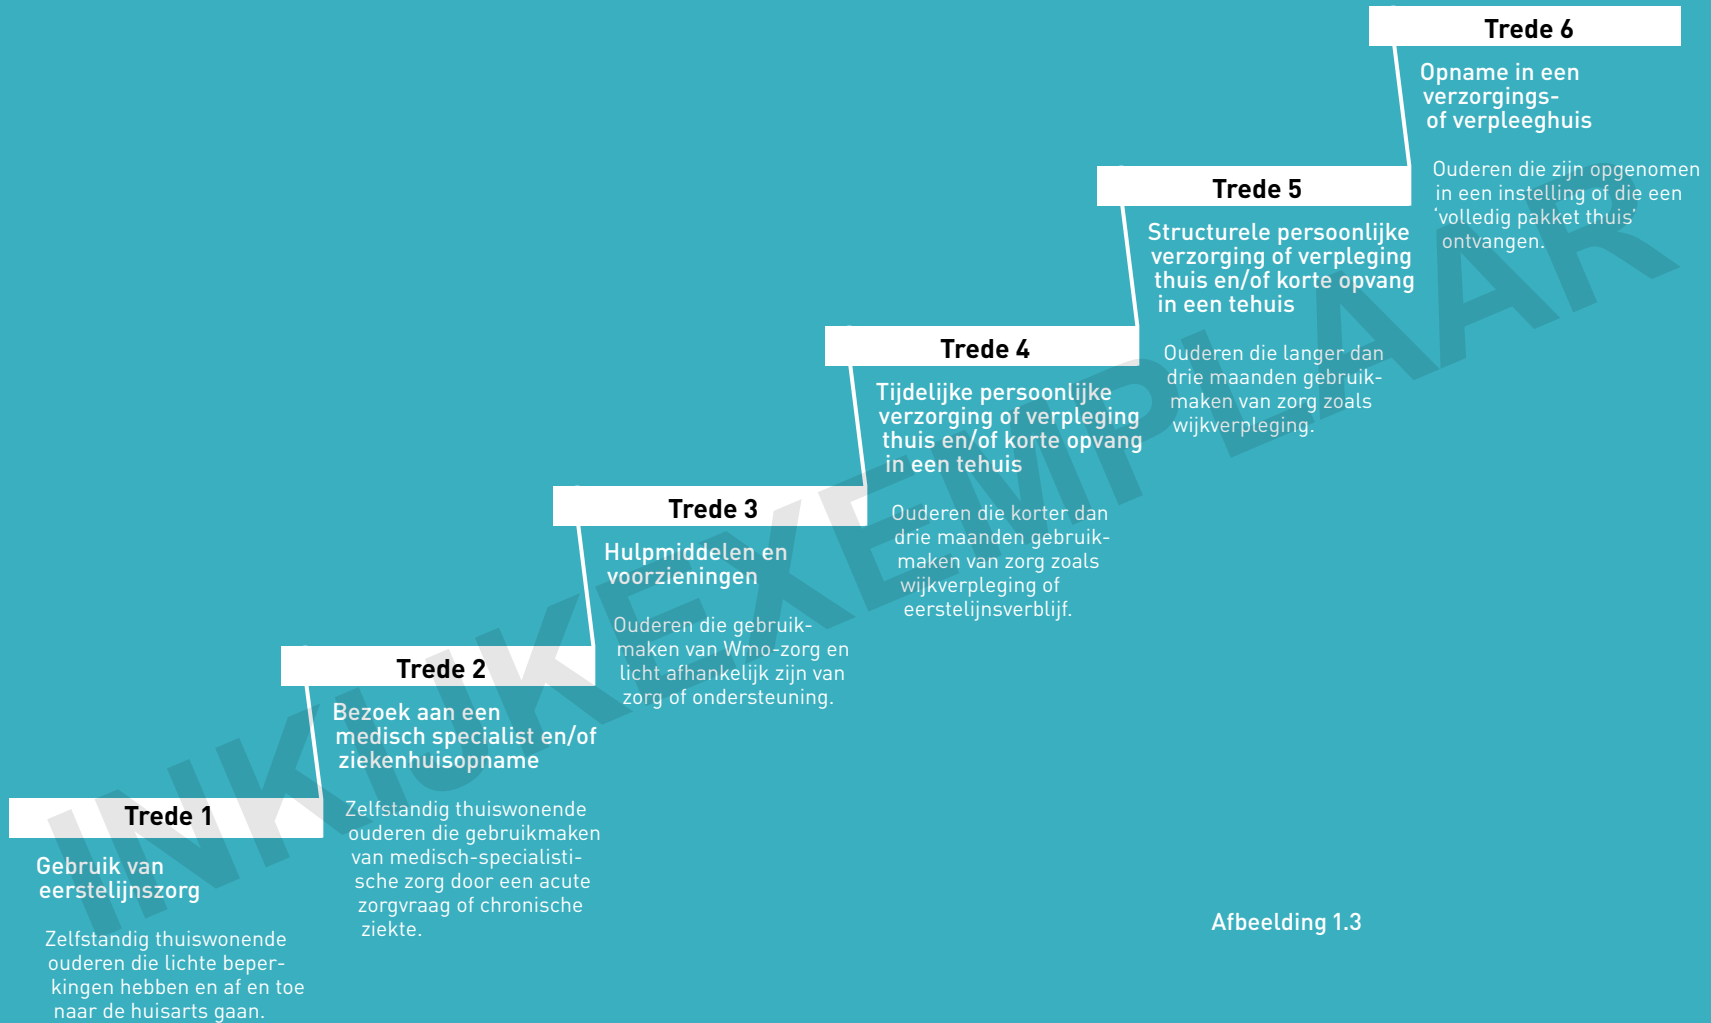 Trede 1
Gebruik van
eerstelijnszorg
Zelfstandig thuiswonende
ouderen die lichte beper-
kingen hebben en af en toe
naar de huisarts gaan.
Trede 2
Bezoek aan een
medisch specialist en/of
ziekenhuisopname
Zelfstandig thuiswonende
ouderen die gebruikmaken
van medisch-specialisti-
sche zorg door een acute
zorgvraag of chronische
ziekte.
Trede 3
Hulpmiddelen en
voorzieningen
Ouderen die gebruik-
maken van Wmo-zorg en
licht afhankelijk zijn van
zorg of ondersteuning.
Trede 4
Tijdelijke persoonlijke
verzorging of verpleging
thuis en/of korte opvang
in een tehuis
Ouderen die korter dan
drie maanden gebruik-
maken van zorg zoals
wijkverpleging of
eerstelijnsverblijf.
Trede 5
Structurele persoonlijke
verzorging of verpleging
thuis en/of korte opvang
in een tehuis
Ouderen die langer dan
drie maanden gebruik-
maken van zorg zoals
wijkverpleging.
Trede 6
Opname in een
verzorgings-
of verpleeghuis
Ouderen die zijn opgenomen
in een instelling of die een
‘volledig pakket thuis’
ontvangen.
Afbeelding 1.3
INKIJKEXEMPLAAR